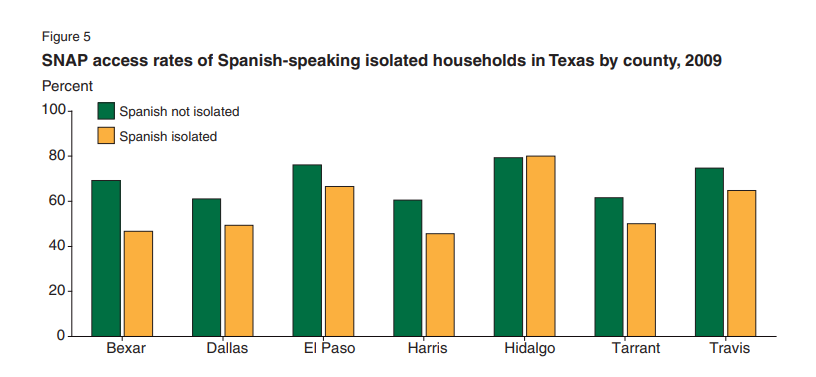 Figure 5
SNAP access rates of Spanish-speaking isolated households in Texas by county, 2009
Percent
100
Spanish not isolated
Spanish isolated
80
60
40
20
0
Bexar Dallas El Paso Harris Hidalgo Tarrant Travis